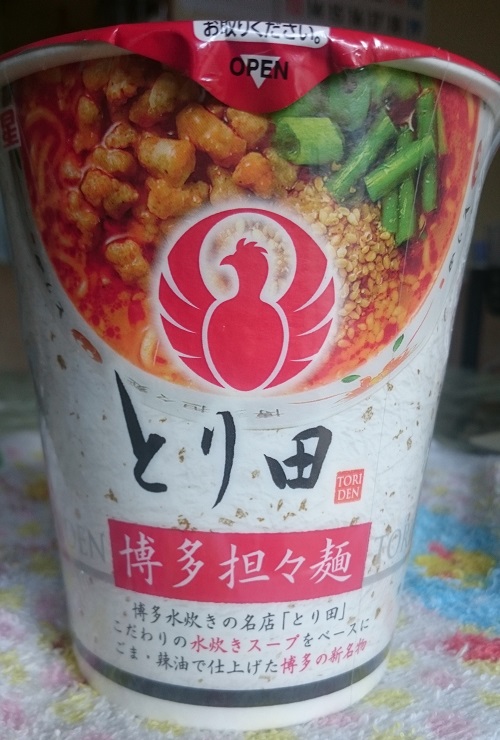 お取りください。
OPEN
星
とり田
TORI
DEN
博多担々麺
DEN
TO
博多水炊きの名店「とり田」
こだわりの水炊きスープをベースに
ごま・辣油で仕上げた博多の新名物